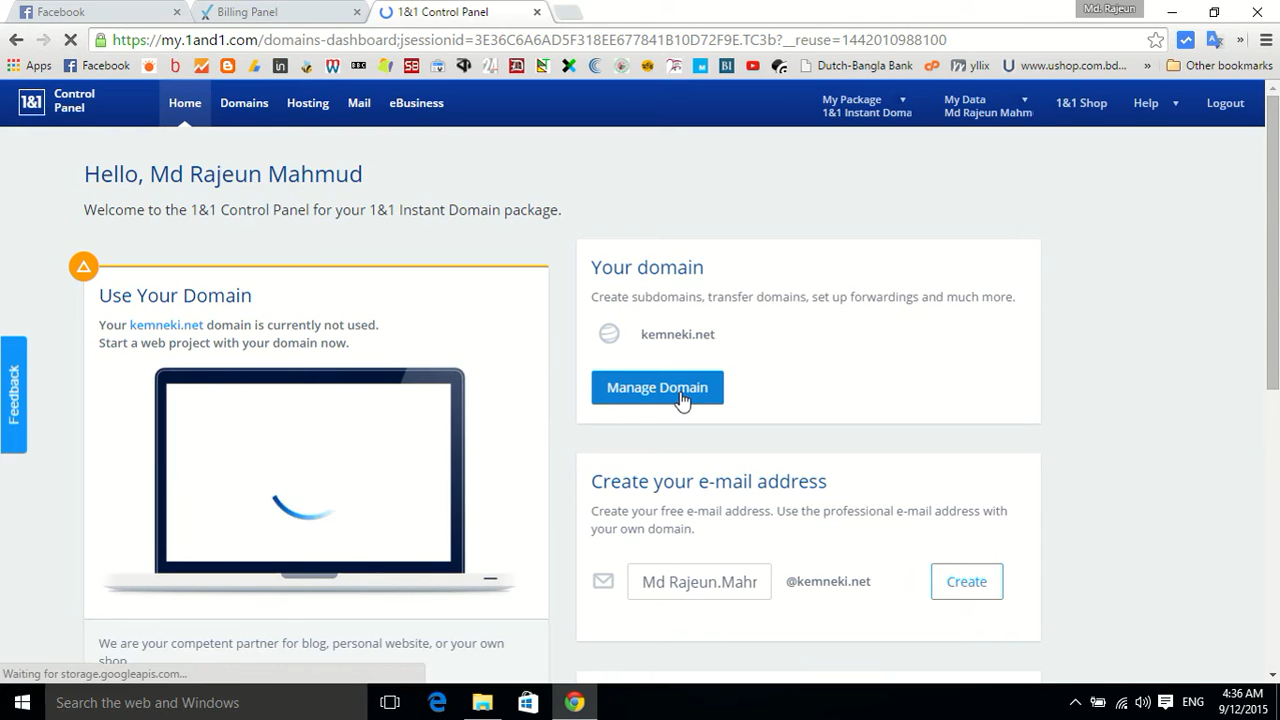 Facebook
Billing Panel
1&1 Control Panel
Md. Rajeun
https://my.1and1.com/domains-dashboard;jsessionid=3E36C6A6AD5F318EE677841B10D72F9E.TC3b?__reuse=1442010988100
Apps
Facebook
Dutch-Bangla Bank
yllix
www.ushop.com.bd...
Other bookmarks
1&1
Control
Panel
Home
Domains
Hosting
Mail
eBusiness
My Package
1&1 Instant Doma
My Data
Md Rajeun Mahm
1&1 Shop
Help
Logout
Hello, Md Rajeun Mahmud
Welcome to the 1&1 Control Panel for your 1&1 Instant Domain package.
Use Your Domain
Your kemneki.net domain is currently not used.
Start a web project with your domain now.
We are your competent partner for blog, personal website, or your own
shop
Your domain
Create subdomains, transfer domains, set up forwardings and much more.
kemneki.net
Manage Domain
Create your e-mail address
Create your free e-mail address. Use the professional e-mail address with
your own domain.
Md Rajeun.Mahr
@kemneki.net
Create
Feedback
Waiting for storage.googleapis.com...
Search the web and Windows
ENG
4:36 AM
9/12/2015